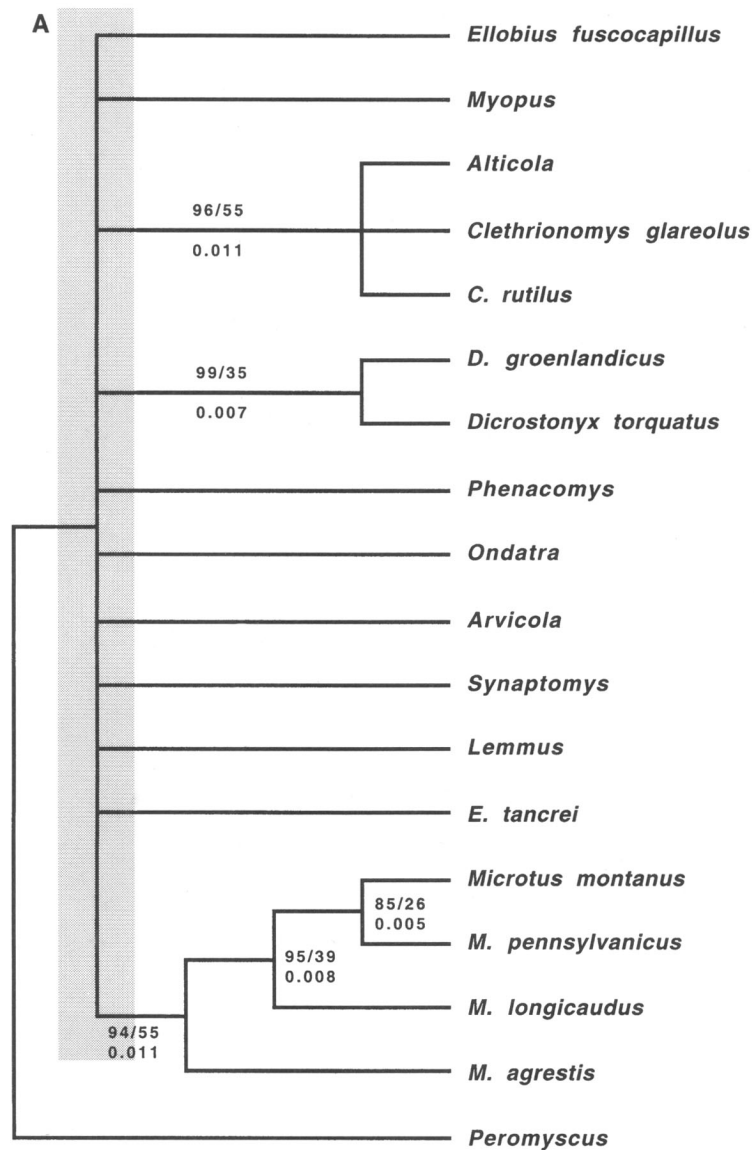 A
Ellobius fuscocapillus
Myopus
Alticola
96/55
Clethrionomys glareolus
0.011
C. rutilus
D. groenlandicus
99/35
0.007
Dicrostonyx torquatus
Phenacomys
Ondatra
Arvicola
Synaptomys
Lemmus
E. tancrei
Microtus montanus
85/26
0.005
M. pennsylvanicus
95/39
0.008
M. longicaudus
94/55
0.011
M. agrestis
Peromyscus